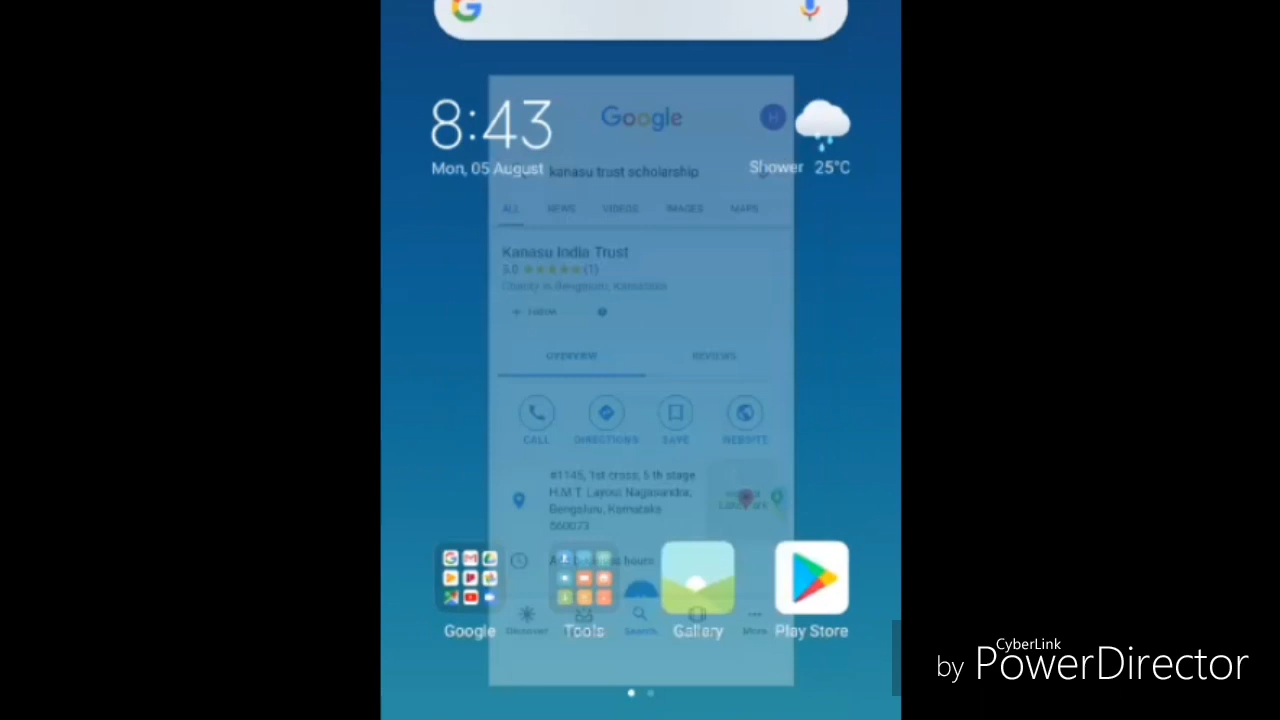 8:43
Mon, 05 August
Shower 25°C
Google
H
kanasu trust scholarship
ALL NEWS VIDEOS IMAGES MAPS
Kanasu India Trust
5.0 (1)
Charity in Bengaluru, Karnataka
OVERVIEW REVIEWS
CALL DIRECTIONS SAVE WEBSITE
#1145, 1st cross, 5 th stage
H.M.T. Layout Nagasandra,
Bengaluru, Karnataka
560073
hours
Google Tools Gallery Play Store
Discover Search More
CyberLink
by PowerDirector